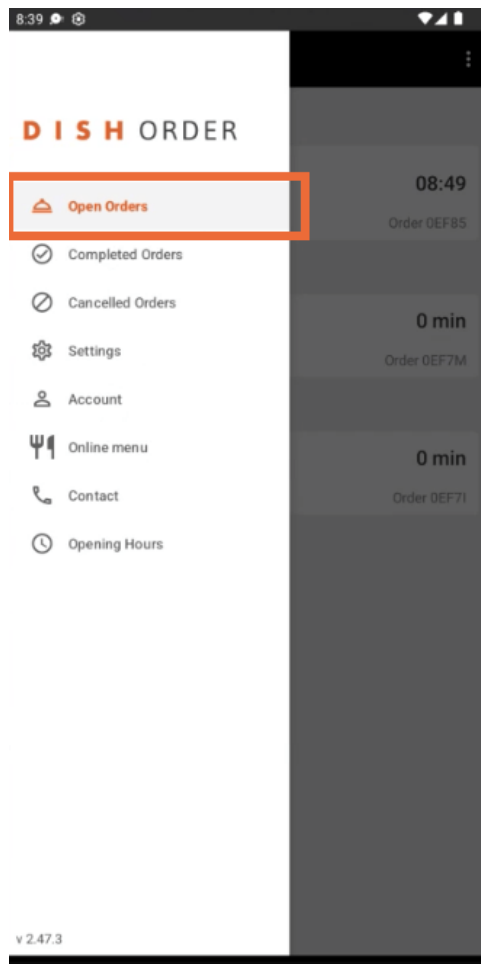 8:39
DISH ORDER
Open Orders
Completed Orders
Cancelled Orders
Settings
Account
Online menu
Contact
Opening Hours
v 2.47.3
08:49
Order 0EF85
0 min
Order 0EF7M
0 min
Order 0EF7I